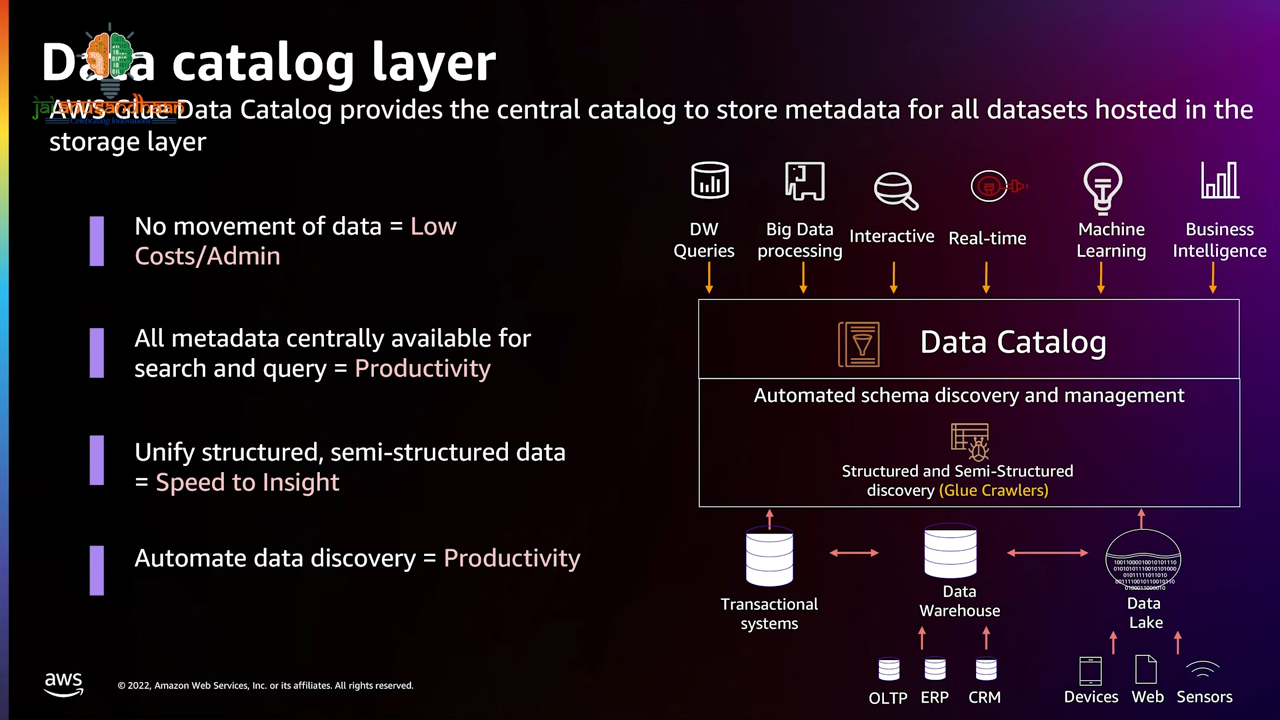 Data catalog layer
jai anusandhaan
AWS Glue Data Catalog provides the central catalog to store metadata for all datasets hosted in the
storage layer
No movement of data = Low
Costs/Admin
All metadata centrally available for
search and query = Productivity
Unify structured, semi-structured data
= Speed to Insight
Automate data discovery = Productivity
DW
Queries
Big Data
processing
Interactive
Real-time
Machine
Learning
Business
Intelligence
Data Catalog
Automated schema discovery and management
Structured and Semi-Structured
discovery (Glue Crawlers)
Transactional
systems
Data
Warehouse
Data
Lake
OLTP
ERP
CRM
Devices
Web
Sensors
aws
© 2022, Amazon Web Services, Inc. or its affiliates. All rights reserved.